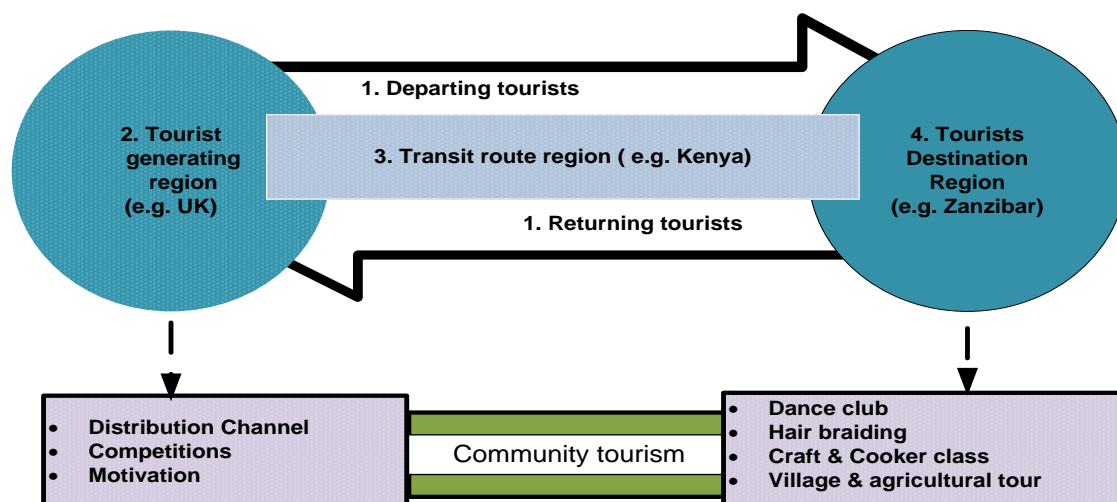 1. Departing tourists
2. Tourist
generating
region
(e.g. UK)
3. Transit route region ( e.g. Kenya)
4. Tourists
Destination
Region
(e.g. Zanzibar)
1. Returning tourists
• Distribution Channel
• Competitions
• Motivation
Community tourism
• Dance club
• Hair braiding
• Craft & Cooker class
• Village & agricultural tour